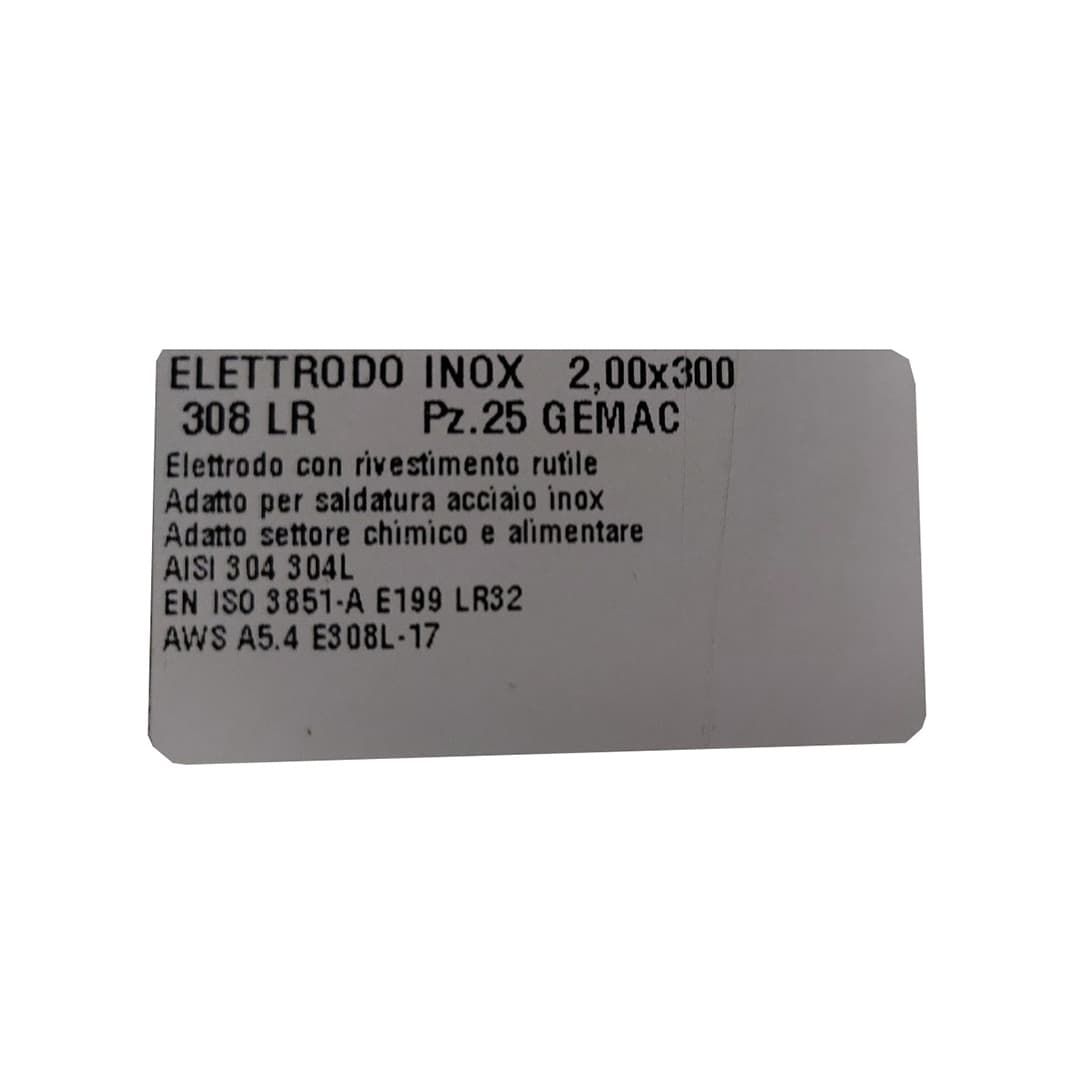 ELETTRODO INOX 2,00x300
308 LR Pz.25 GEMAC
Elettrodo con rivestimento rutile
Adatto per saldatura acciaio inox
Adatto settore chimico e alimentare
AISI 304 304L
EN ISO 3851-A E199 LR32
AWS A5.4 E308L-17